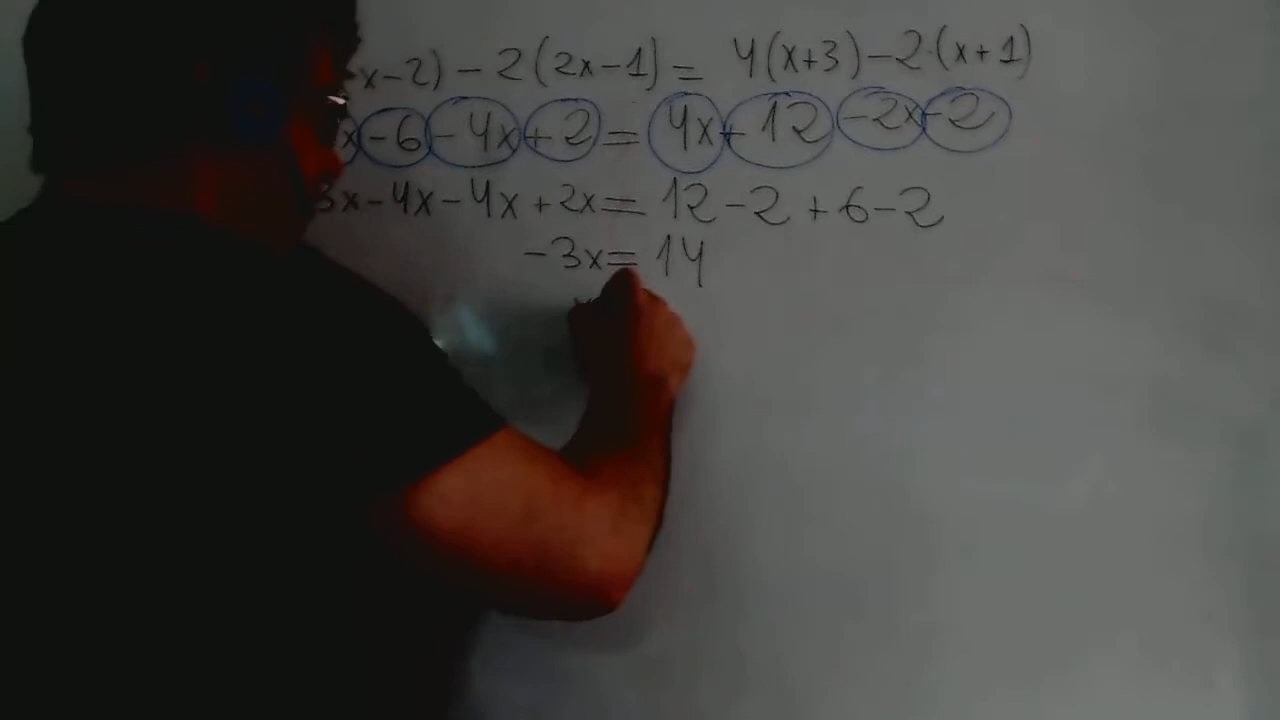 x-2) - 2(2x-1) = 4(x+3) - 2·(x+1)
x-6-4x+2 = 4x+12-2x-2
3x-4x-4x+2x = 12-2+6-2
-3x = 14